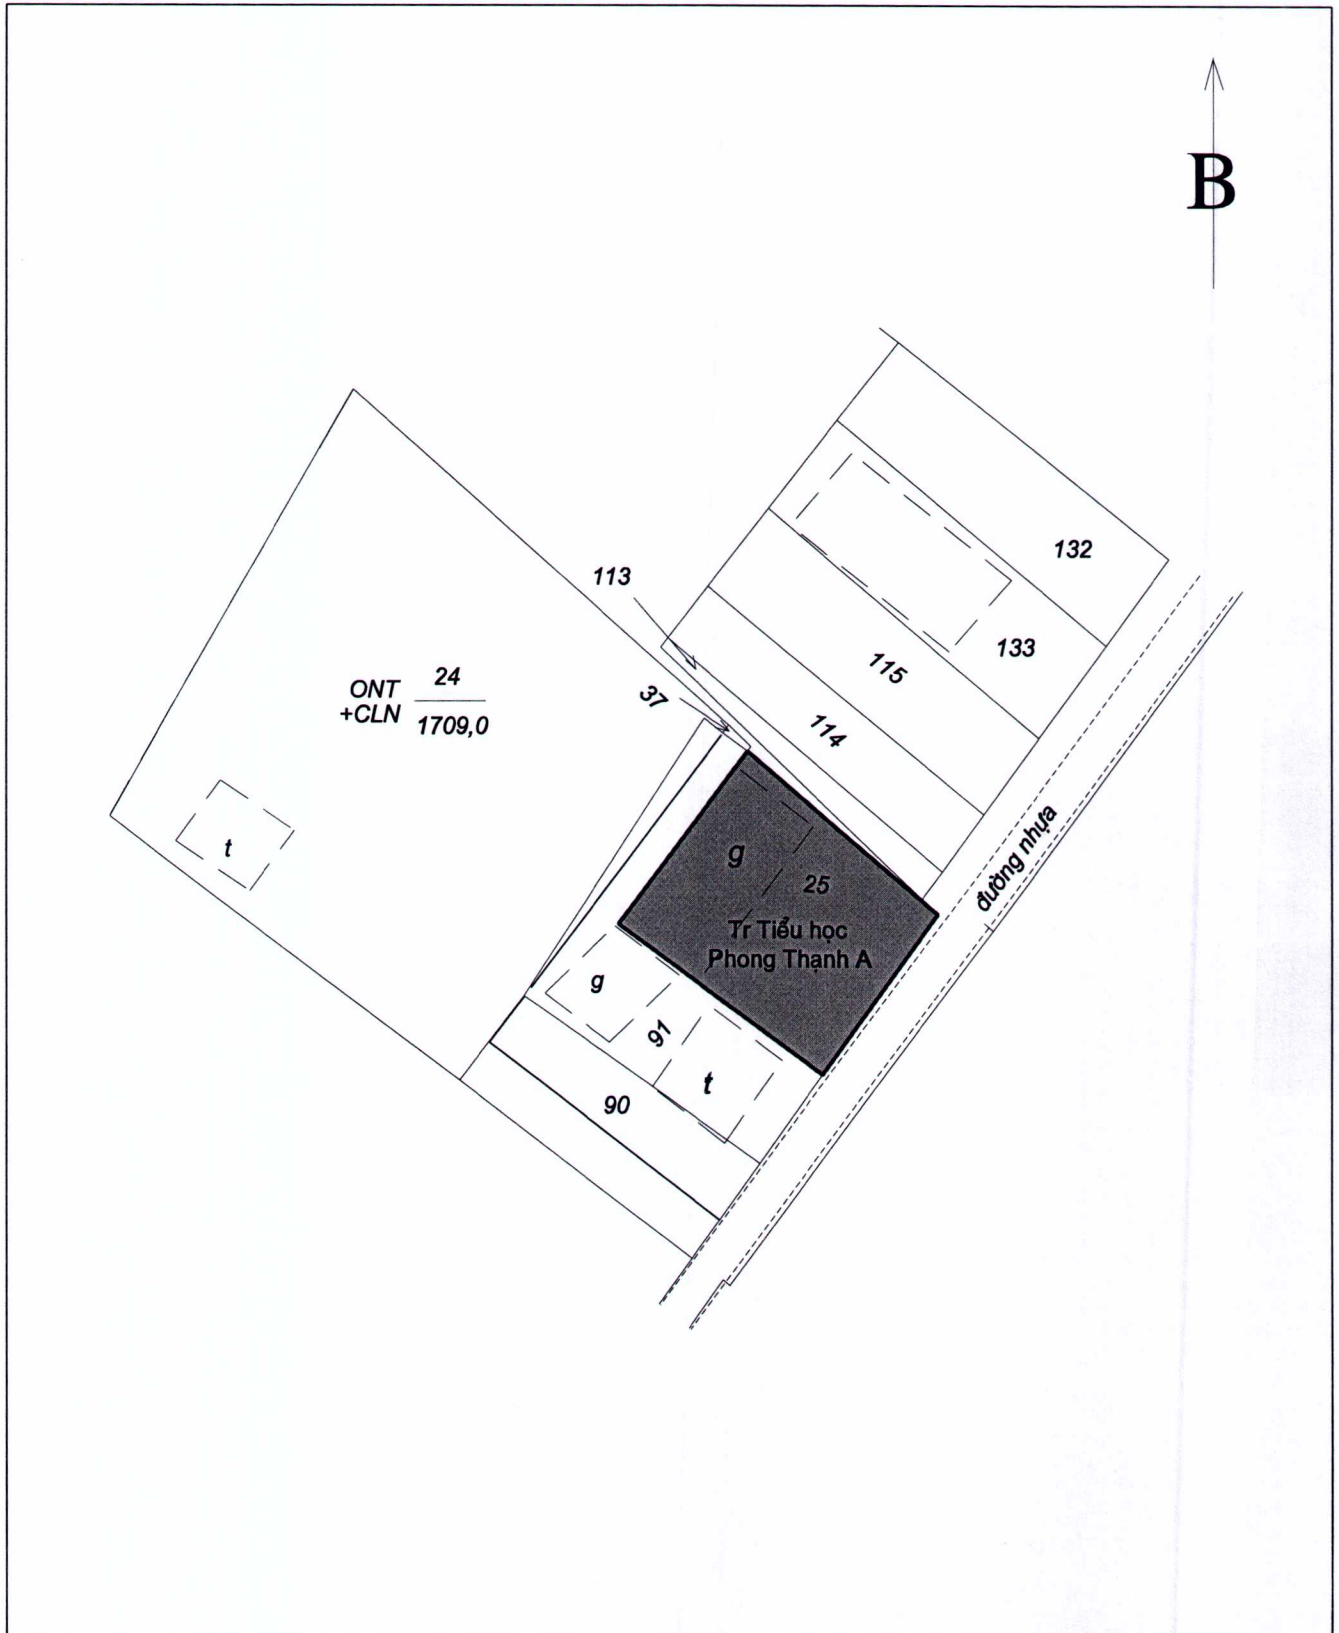 B
132
113
133
115
24
ONT
+CLN
1709,0
37
114
đường nhựa
t
g
25
Tr Tiểu học
Phong Thạnh A
g
91
t
90